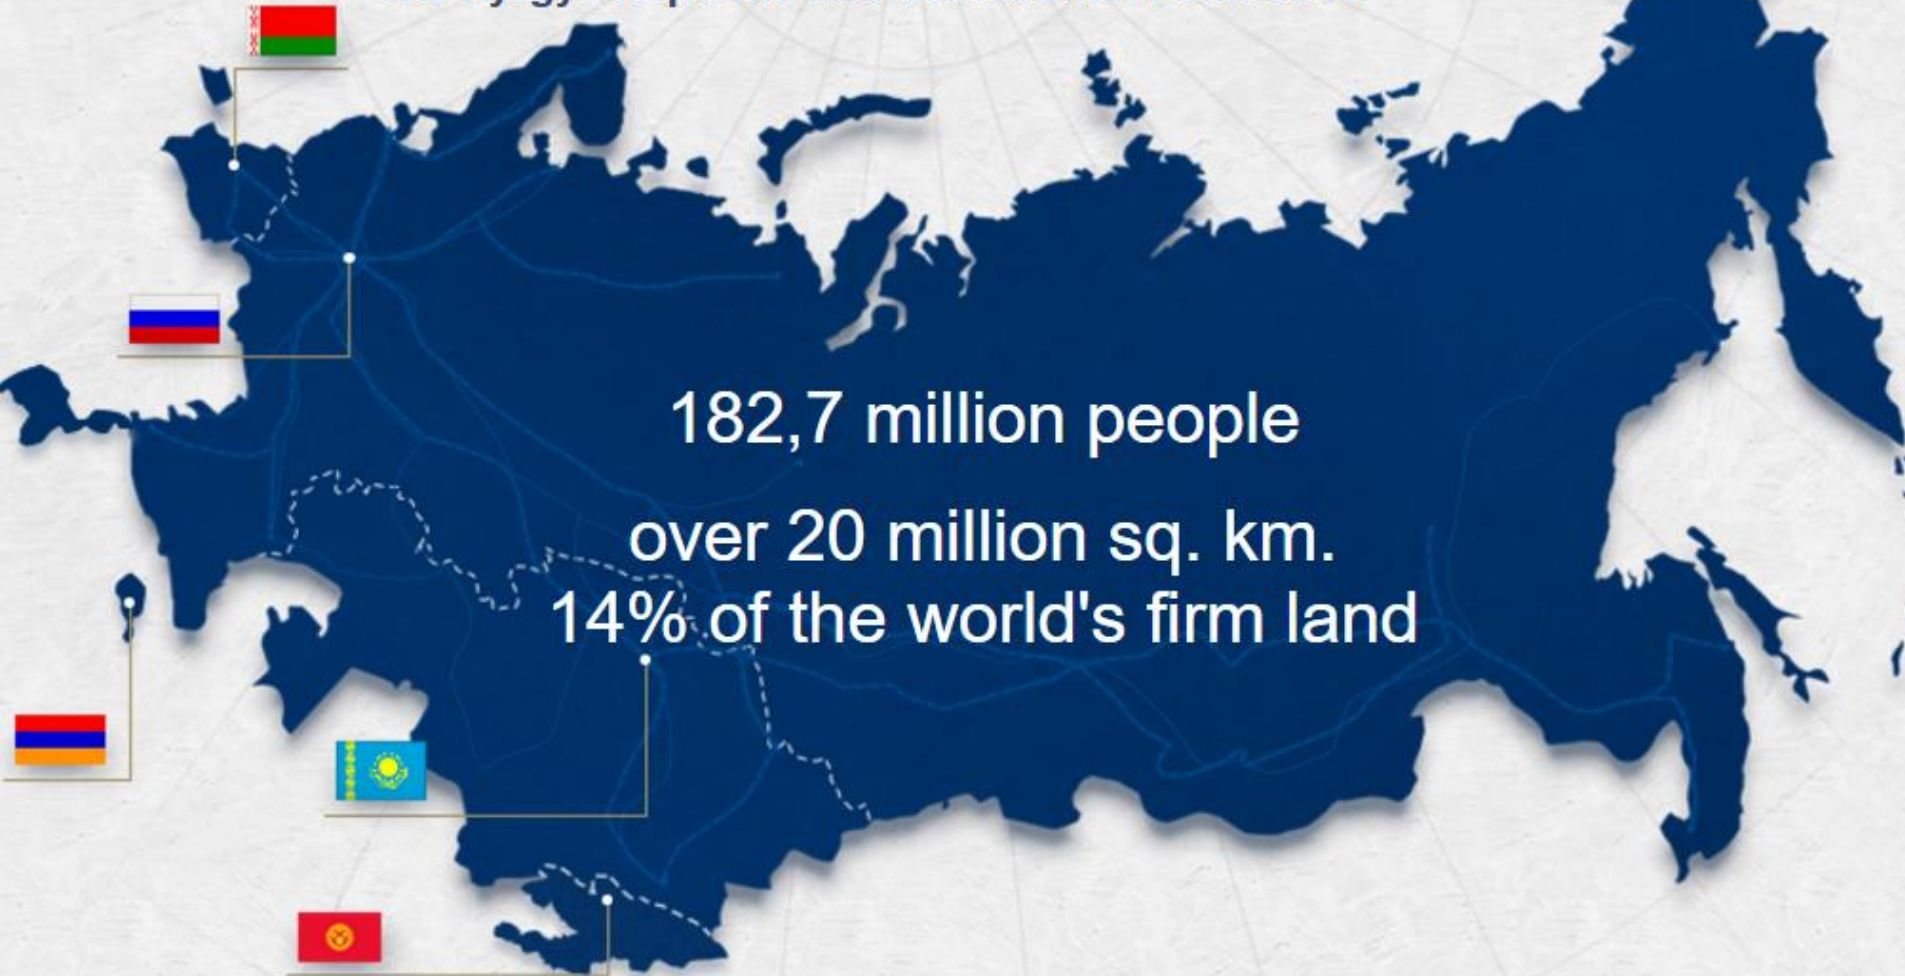 182,7 million people
over 20 million sq. km.
14% of the world's firm land